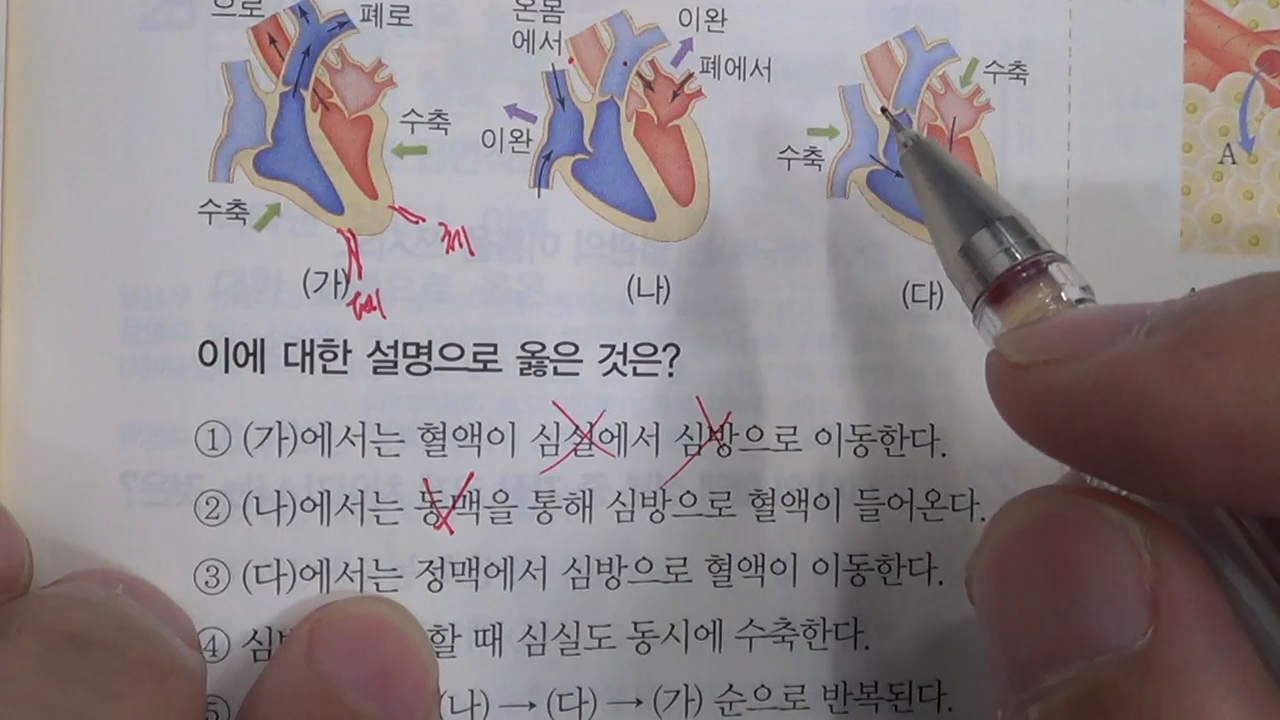 으로
폐로
온몸
에서
이완
폐에서
수축
수축
이완
수축
수축
A
(가)
(나)
(다)
이에 대한 설명으로 옳은 것은?
① (가)에서는 혈액이 심실에서 심방으로 이동한다.
② (나)에서는 동맥을 통해 심방으로 혈액이 들어온다.
③ (다)에서는 정맥에서 심방으로 혈액이 이동한다.
④ 할 때 심실도 동시에 수축한다.
⑤ (나) → (다) → (가) 순으로 반복된다.